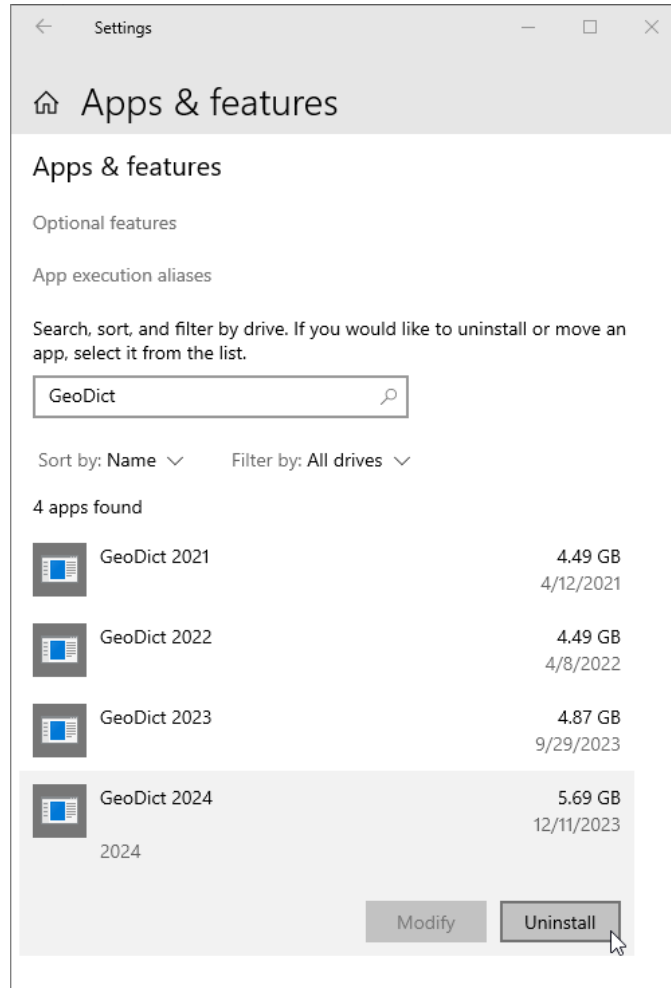 Settings
Apps & features
Apps & features
Optional features
App execution aliases
Search, sort, and filter by drive. If you would like to uninstall or move an
app, select it from the list.
GeoDict
Sort by: Name Filter by: All drives
4 apps found
GeoDict 2021 4.49 GB
4/12/2021
GeoDict 2022 4.49 GB
4/8/2022
GeoDict 2023 4.87 GB
9/29/2023
GeoDict 2024 5.69 GB
12/11/2023
2024
Modify Uninstall